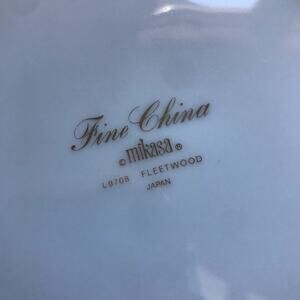 Fine China
© mikasa ®
L9708 FLEETWOOD
JAPAN